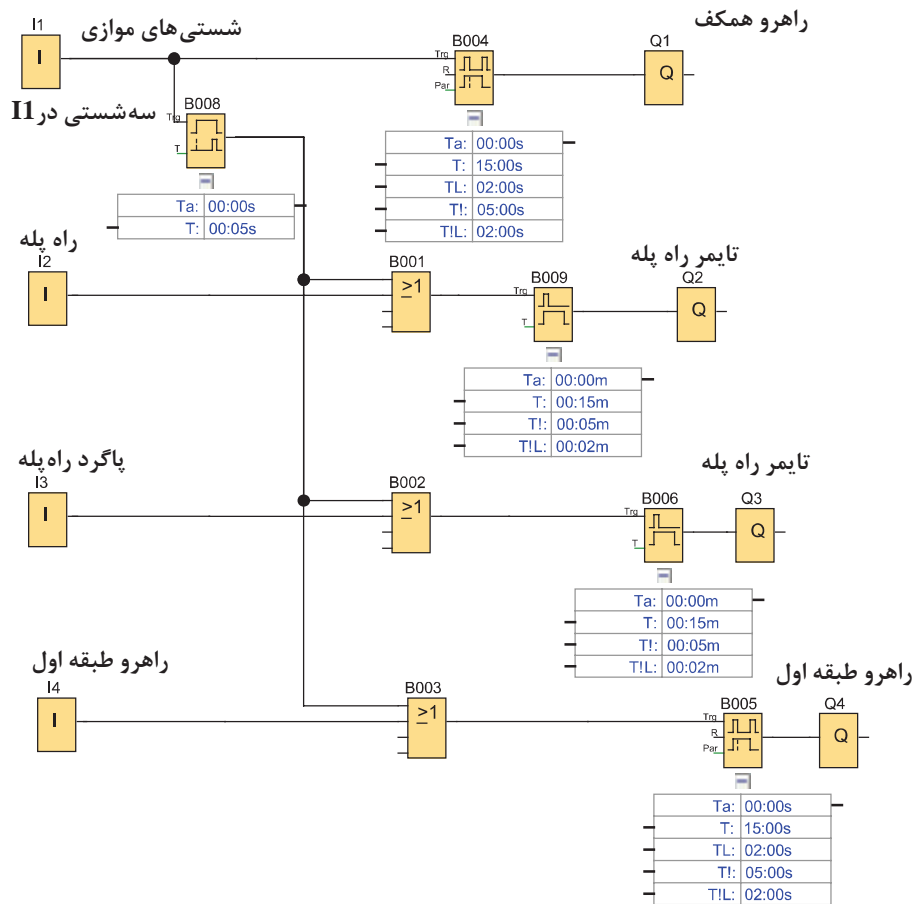 راهرو همکف
I1
شستی‌های موازی
B004
Q1
I
Trg
R
Par
Q
سه‌شستی در I1
B008
Trg
T
Ta: 00:00s
T: 15:00s
TL: 02:00s
T!: 05:00s
T!L: 02:00s
Ta: 00:00s
T: 00:05s
راه پله
I2
I
B001
>1
تایمر راه پله
B009
Trg
T
Q2
Q
Ta: 00:00m
T: 00:15m
T!: 00:05m
T!L: 00:02m
پاگرد راه‌پله
I3
I
B002
>1
تایمر راه پله
B006
Trg
T
Q3
Q
Ta: 00:00m
T: 00:15m
T!: 00:05m
T!L: 00:02m
راهرو طبقه اول
I4
I
B003
>1
راهرو طبقه اول
B005
Trg
R
Par
Q4
Q
Ta: 00:00s
T: 15:00s
TL: 02:00s
T!: 05:00s
T!L: 02:00s